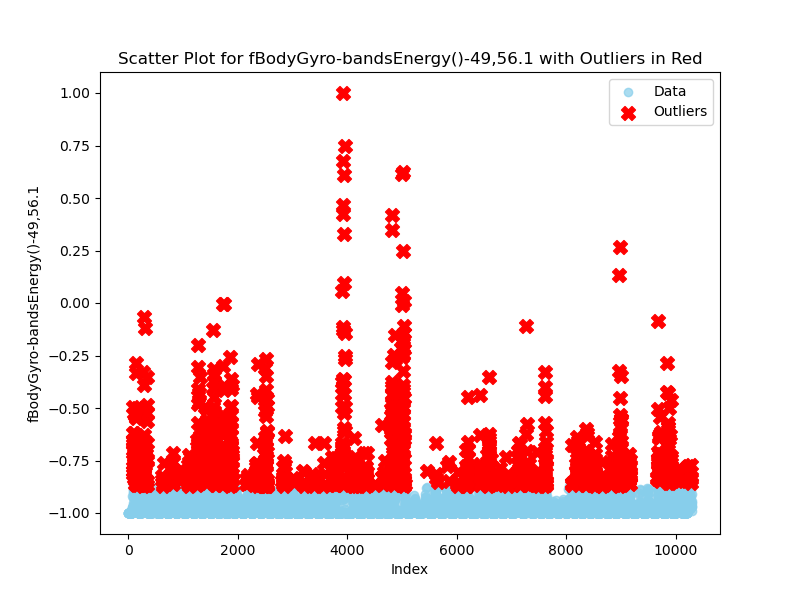 Scatter Plot for fBodyGyro-bandsEnergy()-49,56.1 with Outliers in Red
Data
Outliers
fBodyGyro-bandsEnergy()-49,56.1
1.00
0.75
0.50
0.25
0.00
−0.25
−0.50
−0.75
−1.00
0 2000 4000 6000 8000 10000
Index